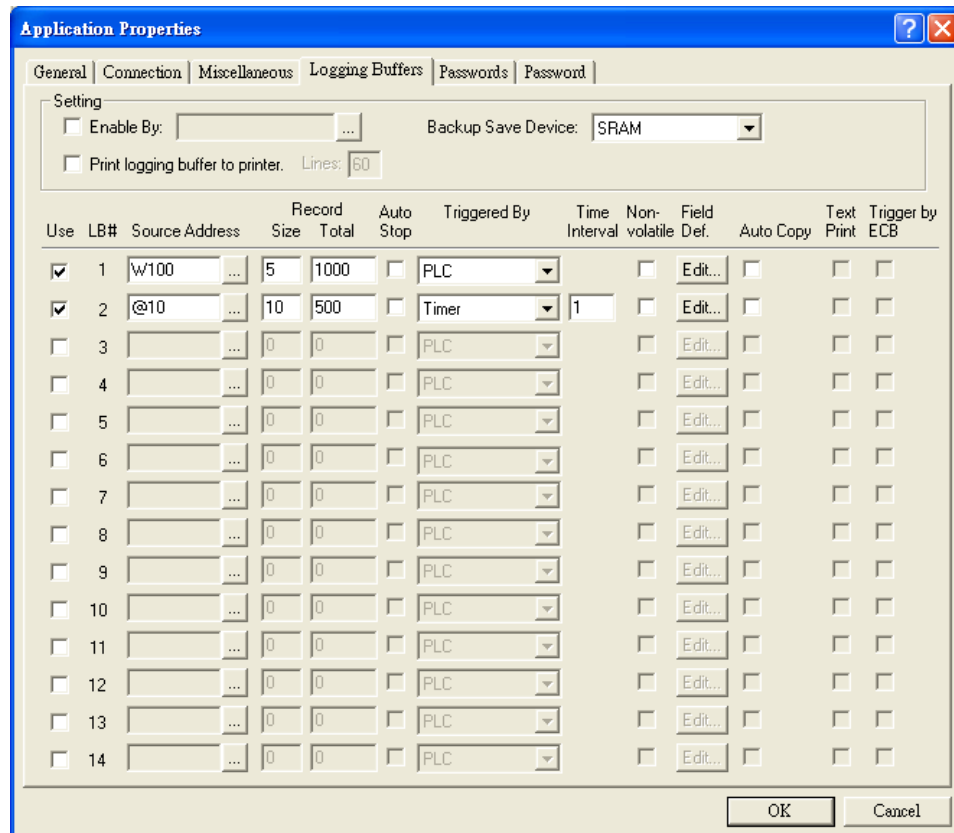 Application Properties
General Connection Miscellaneous Logging Buffers Passwords Password
Setting
Enable By: ... Backup Save Device: SRAM
Print logging buffer to printer. Lines: 60
Record Auto Triggered By Time Non- Field Text Trigger by
Use LB# Source Address Size Total Stop Interval volatile Def. Auto Copy Print ECB
1 W100 ... 5 1000 PLC Edit...
2 @10 ... 10 500 Timer 1 Edit...
3 ... 0 0 PLC Edit...
4 ... 0 0 PLC Edit...
5 ... 0 0 PLC Edit...
6 ... 0 0 PLC Edit...
7 ... 0 0 PLC Edit...
8 ... 0 0 PLC Edit...
9 ... 0 0 PLC Edit...
10 ... 0 0 PLC Edit...
11 ... 0 0 PLC Edit...
12 ... 0 0 PLC Edit...
13 ... 0 0 PLC Edit...
14 ... 0 0 PLC Edit...
OK Cancel